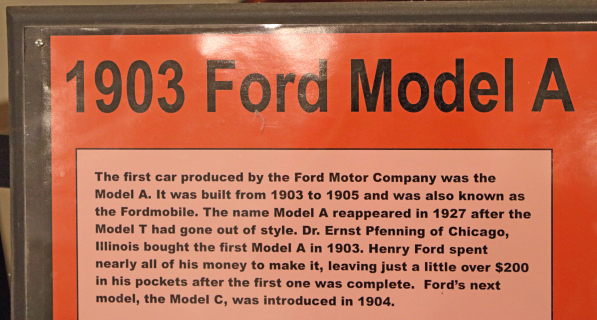 1903 Ford Model A
The first car produced by the Ford Motor Company was the
Model A. It was built from 1903 to 1905 and was also known as
the Fordmobile. The name Model A reappeared in 1927 after the
Model T had gone out of style. Dr. Ernst Pfenning of Chicago,
Illinois bought the first Model A in 1903. Henry Ford spent
nearly all of his money to make it, leaving just a little over $200
in his pockets after the first one was complete.  Ford's next
model, the Model C, was introduced in 1904.